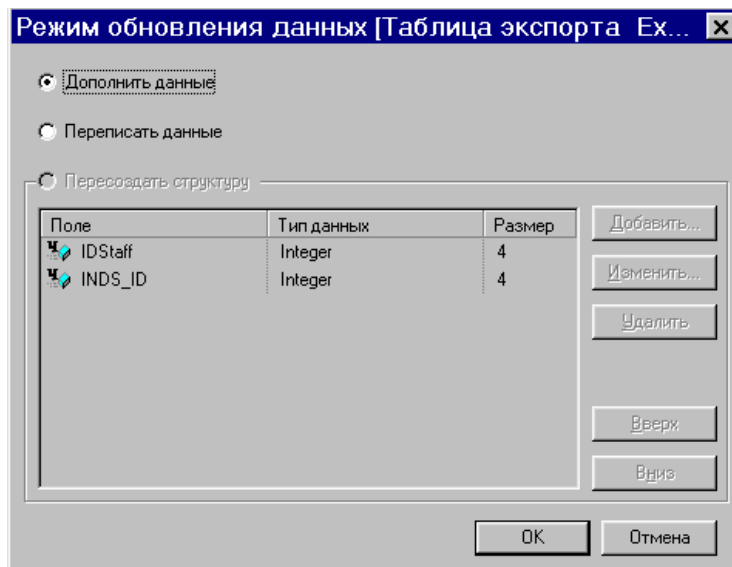 Режим обновления данных [Таблица экспорта Ex...
Дополнить данные
Переписать данные
Пересоздать структуру
Поле Тип данных Размер
IDStaff Integer 4
INDS_ID Integer 4
Добавить...
Изменить...
Удалить
Вверх
Вниз
OK Отмена